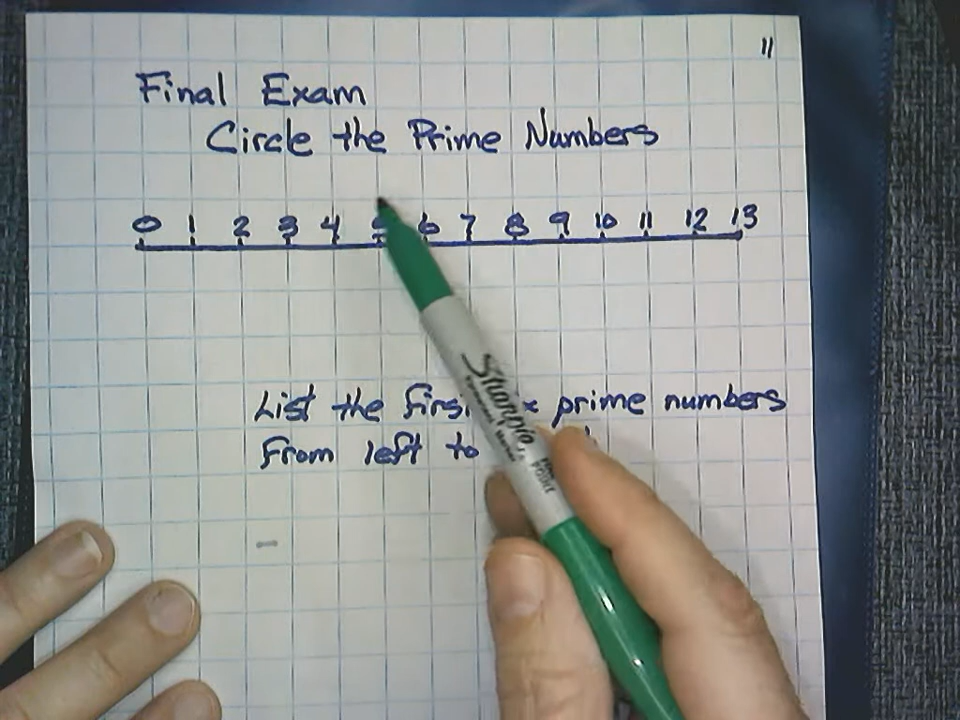 11
Final Exam
Circle the Prime Numbers
0 1 2 3 4 5 6 7 8 9 10 11 12 13
Sharpie
List the prime numbers
From left to